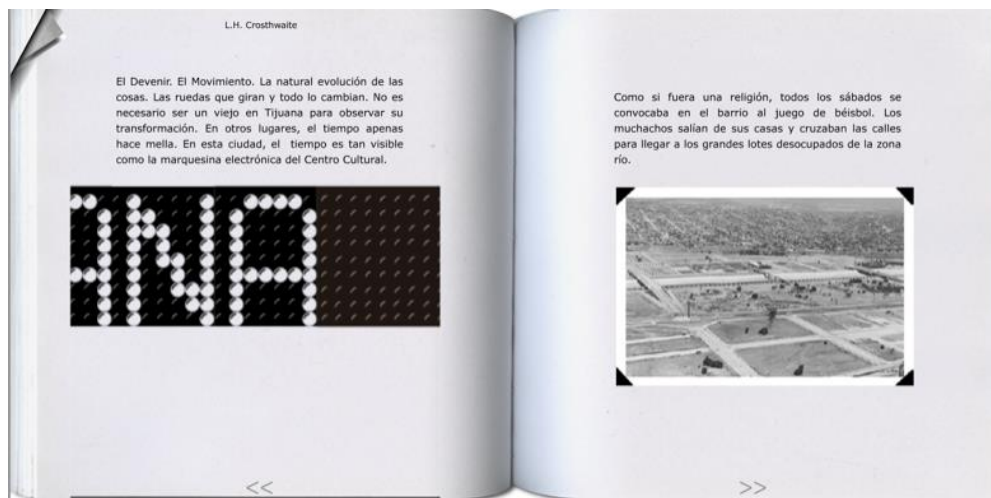 L.H. Crosthwaite
El Devenir. El Movimiento. La natural evolución de las
cosas. Las ruedas que giran y todo lo cambian. No es
necesario ser un viejo en Tijuana para observar su
transformación. En otros lugares, el tiempo apenas
hace mella. En esta ciudad, el tiempo es tan visible
como la marquesina electrónica del Centro Cultural.
ANA
<<
Como si fuera una religión, todos los sábados se
convocaba en el barrio al juego de béisbol. Los
muchachos salían de sus casas y cruzaban las calles
para llegar a los grandes lotes desocupados de la zona
río.
>>